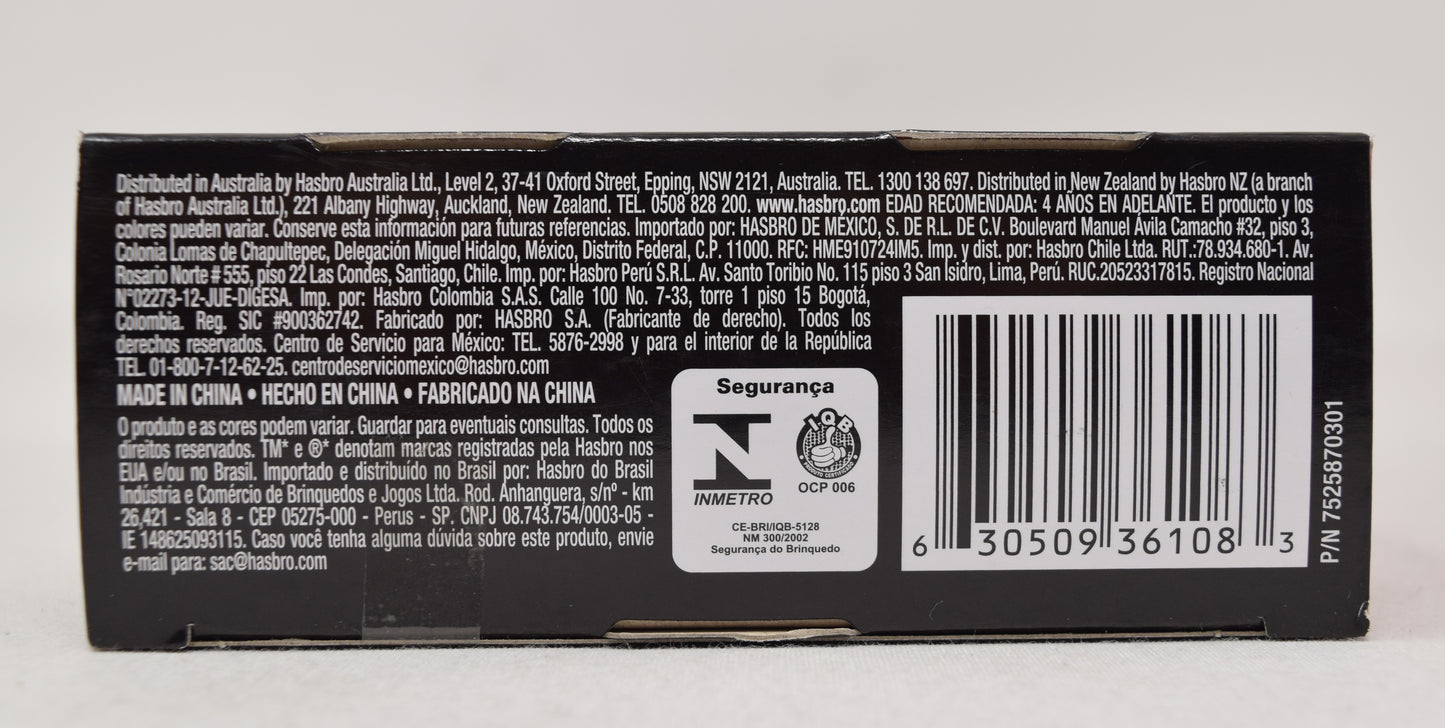 Distributed in Australia by Hasbro Australia Ltd., Level 2, 37-41 Oxford Street, Epping, NSW 2121, Australia. TEL. 1300 138 697. Distributed in New Zealand by Hasbro NZ (a branch
of Hasbro Australia Ltd.), 221 Albany Highway, Auckland, New Zealand. TEL. 0508 828 200. www.hasbro.com EDAD RECOMENDADA: 4 AÑOS EN ADELANTE. El producto y los
colores pueden variar. Conserve esta información para futuras referencias. Importado por: HASBRO DE MÉXICO, S. DE R.L. DE C.V. Boulevard Manuel Ávila Camacho #32, piso 3,
Colonia Lomas de Chapultepec, Delegación Miguel Hidalgo, México, Distrito Federal, C.P. 11000. RFC: HME910724IM5. Imp. y dist. por: Hasbro Chile Ltda. RUT.:78.934.680-1. Av.
Rosario Norte # 555, piso 22 Las Condes, Santiago, Chile. Imp. por: Hasbro Perú S.R.L. Av. Santo Toribio No. 115 piso 3 San Isidro, Lima, Perú. RUC.20523317815. Registro Nacional
N°02273-12-JUE-DIGESA. Imp. por: Hasbro Colombia S.A.S. Calle 100 No. 7-33, torre 1 piso 15 Bogotá,
Colombia. Reg. SIC #900362742. Fabricado por: HASBRO S.A. (Fabricante de derecho). Todos los
derechos reservados. Centro de Servicio para México: TEL. 5876-2998 y para el interior de la República
TEL. 01-800-7-12-62-25. centrodeserviciomexico@hasbro.com
MADE IN CHINA • HECHO EN CHINA • FABRICADO NA CHINA
O produto e as cores podem variar. Guardar para eventuais consultas. Todos os
direitos reservados. TM* e ®* denotam marcas registradas pela Hasbro nos
EUA e/ou no Brasil. Importado e distribuído no Brasil por: Hasbro do Brasil
Indústria e Comércio de Brinquedos e Jogos Ltda. Rod. Anhanguera, s/nº - km
26,421 - Sala 8 - CEP 05275-000 - Perus - SP. CNPJ 08.743.754/0003-05 -
IE 148625093115. Caso você tenha alguma dúvida sobre este produto, envie
e-mail para: sac@hasbro.com
Segurança
INMETRO
IQB
PRODUTO CERTIFICADO
OCP 006
CE-BRI/IQB-5128
NM 300/2002
Segurança do Brinquedo
6 30509 36108 3
P/N 7525870301